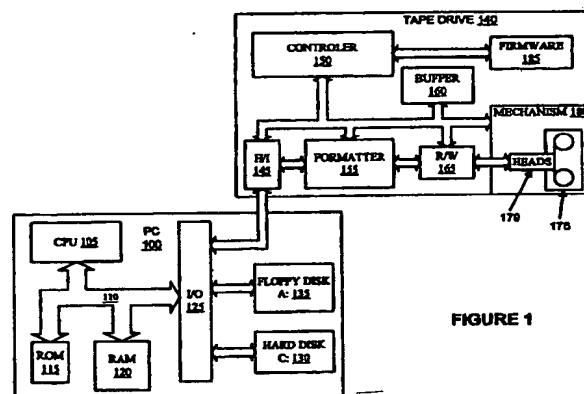 TAPE DRIVE 140
CONTROLER
150
FIRMWARE
185
BUFFER
160
MECHANISM
H/I
145
FORMATTER
155
R/W
165
HEADS
170
175
PC
100
CPU 105
110
I/O
125
FLOPPY DISK
A: 135
HARD DISK
C: 130
ROM
115
RAM
120
FIGURE 1